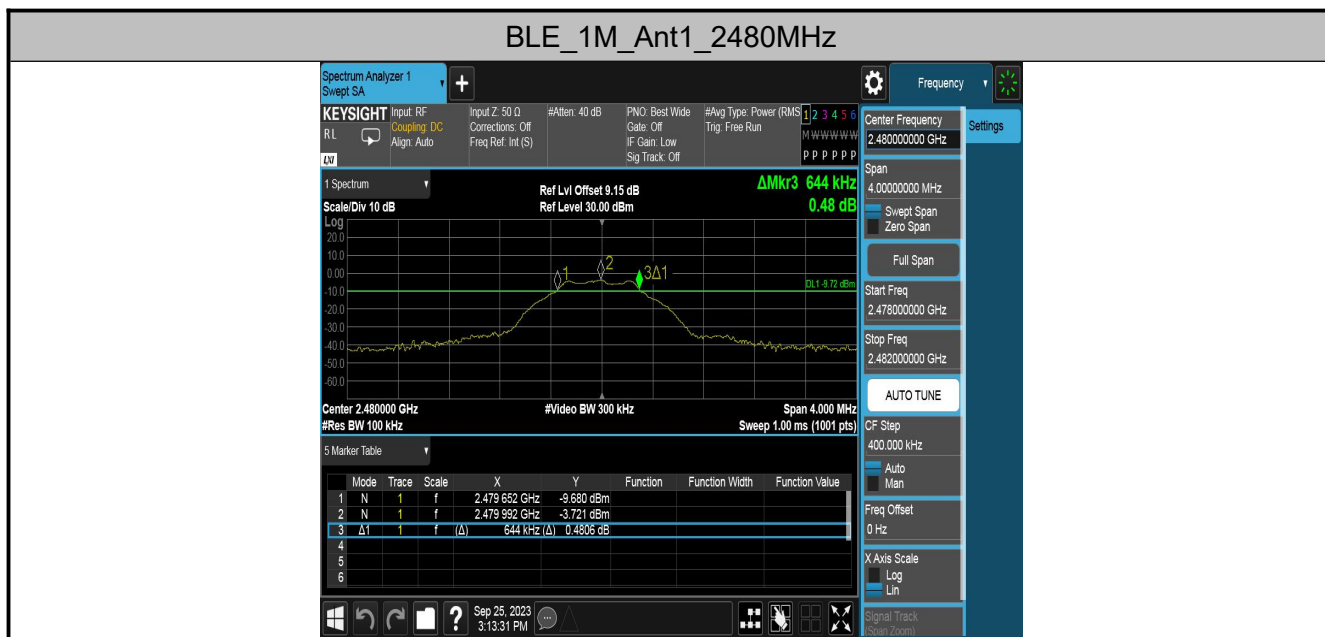 BLE_1M_Ant1_2480MHz
Spectrum Analyzer 1
Swept SA
+
Frequency
KEYSIGHT Input: RF Input Z: 50 Ω #Atten: 40 dB PNO: Best Wide #Avg Type: Power (RMS 1 2 3 4 5 6
RL Coupling: DC Corrections: Off Gate: Off Trig: Free Run M W W W W W
Align: Auto Freq Ref: Int (S) IF Gain: Low
LXI Sig Track: Off P P P P P P
1 Spectrum Ref Lvl Offset 9.15 dB ΔMkr3 644 kHz
Scale/Div 10 dB Ref Level 30.00 dBm 0.48 dB
Log
20.0
10.0
0.00
-10.0
-20.0
-30.0
-40.0
-50.0
-60.0
1 2 3Δ1
DL1 -9.72 dBm
Center 2.480000 GHz #Video BW 300 kHz Span 4.000 MHz
#Res BW 100 kHz Sweep 1.00 ms (1001 pts)
5 Marker Table
Mode Trace Scale X Y Function Function Width Function Value
1 N 1 f 2.479 652 GHz -9.680 dBm
2 N 1 f 2.479 992 GHz -3.721 dBm
3 Δ1 1 f (Δ) 644 kHz (Δ) 0.4806 dB
4
5
6
Sep 25, 2023
3:13:31 PM
Center Frequency
2.480000000 GHz
Settings
Span
4.00000000 MHz
Swept Span
Zero Span
Full Span
Start Freq
2.478000000 GHz
Stop Freq
2.482000000 GHz
AUTO TUNE
CF Step
400.000 kHz
Auto
Man
Freq Offset
0 Hz
X Axis Scale
Log
Lin
Signal Track
(Span Zoom)